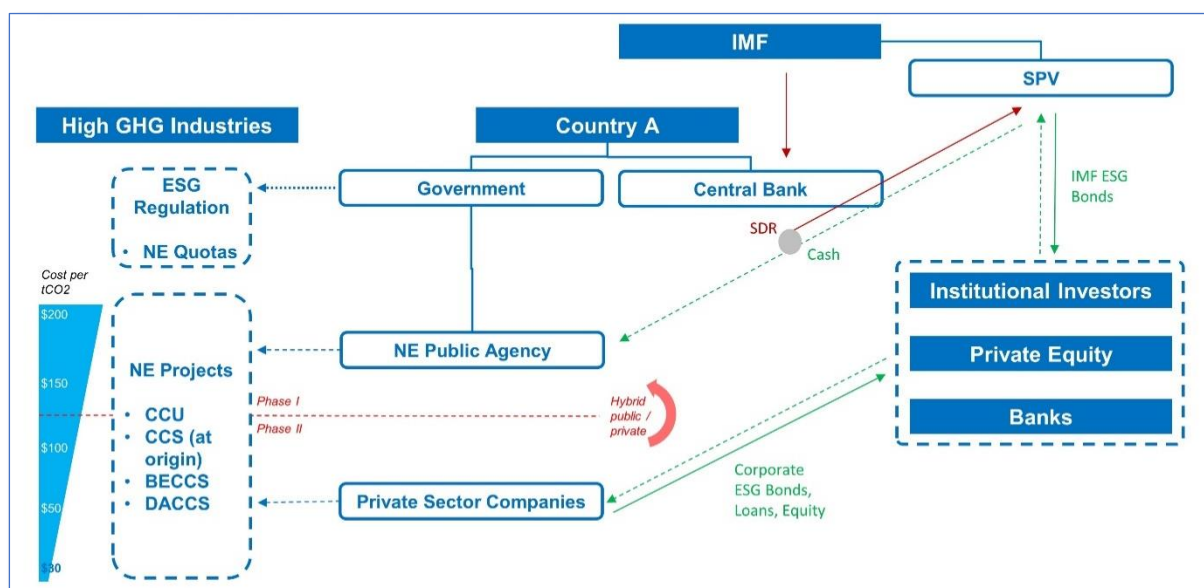 IMF
SPV
High GHG Industries
Country A
ESG
Regulation
• NE Quotas
Government
Central Bank
IMF ESG
Bonds
SDR
Cash
Cost per
tCO2
$200
$150
$100
$50
$30
Institutional Investors
Private Equity
Banks
NE Public Agency
NE Projects
• CCU
• CCS (at
origin)
• BECCS
• DACCS
Phase I
Phase II
Hybrid
public /
private
Private Sector Companies
Corporate
ESG Bonds,
Loans, Equity